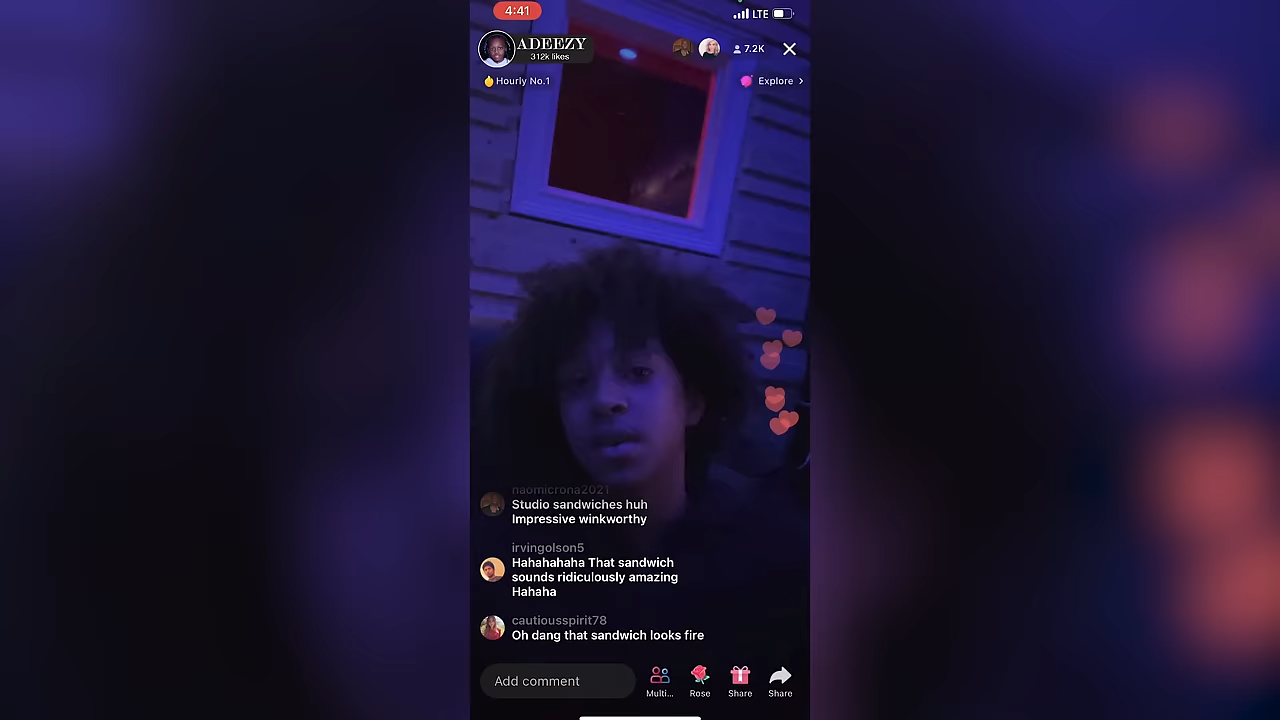 4:41
LTE
ADEEZY
312k likes
7.2K
Hourly No.1
Explore
naomicrona2021
Studio sandwiches huh
Impressive winkworthy
irvingolson5
Hahahahaha That sandwich
sounds ridiculously amazing
Hahaha
cautiousspirit78
Oh dang that sandwich looks fire
Add comment
Multi...
Rose
Share
Share